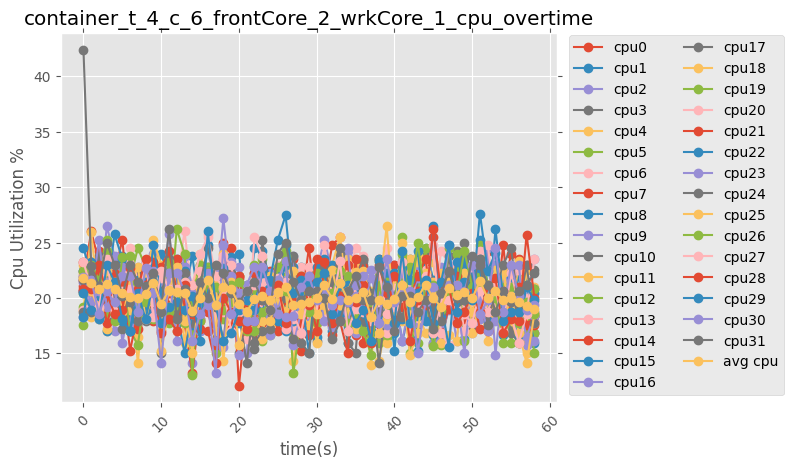 container_t_4_c_6_frontCore_2_wrkCore_1_cpu_overtime
Cpu Utilization %
40
35
30
25
20
15
0
10
20
30
40
50
60
time(s)
cpu0
cpu1
cpu2
cpu3
cpu4
cpu5
cpu6
cpu7
cpu8
cpu9
cpu10
cpu11
cpu12
cpu13
cpu14
cpu15
cpu16
cpu17
cpu18
cpu19
cpu20
cpu21
cpu22
cpu23
cpu24
cpu25
cpu26
cpu27
cpu28
cpu29
cpu30
cpu31
avg cpu